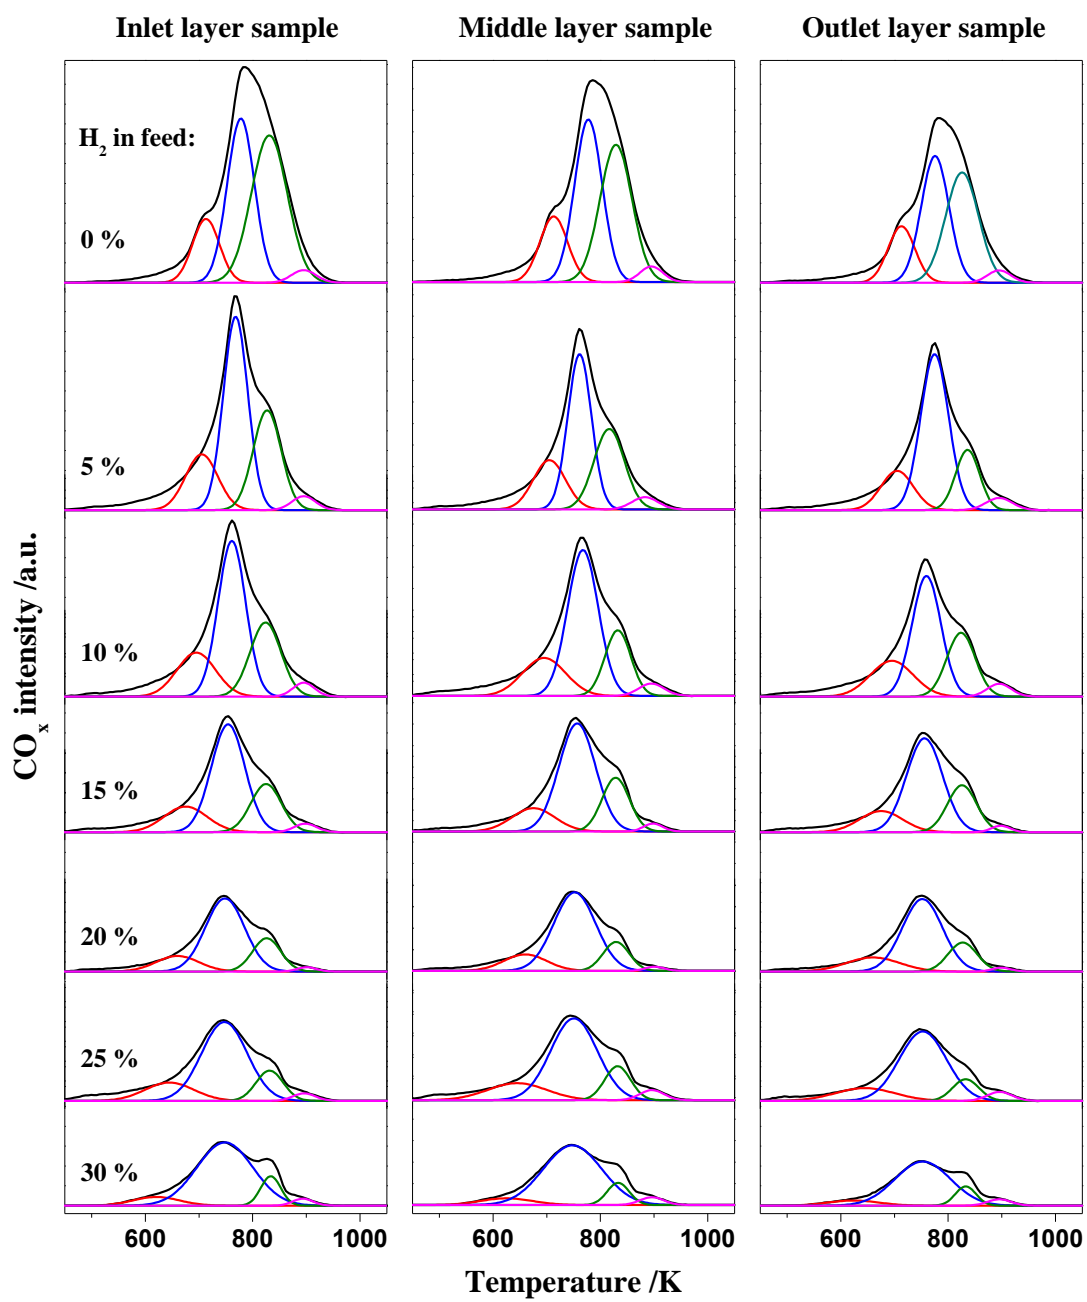 Inlet layer sample
Middle layer sample
Outlet layer sample
H₂ in feed:
0 %
5 %
10 %
15 %
20 %
25 %
30 %
COₓ intensity /a.u.
600 800 1000
600 800 1000
600 800 1000
Temperature /K